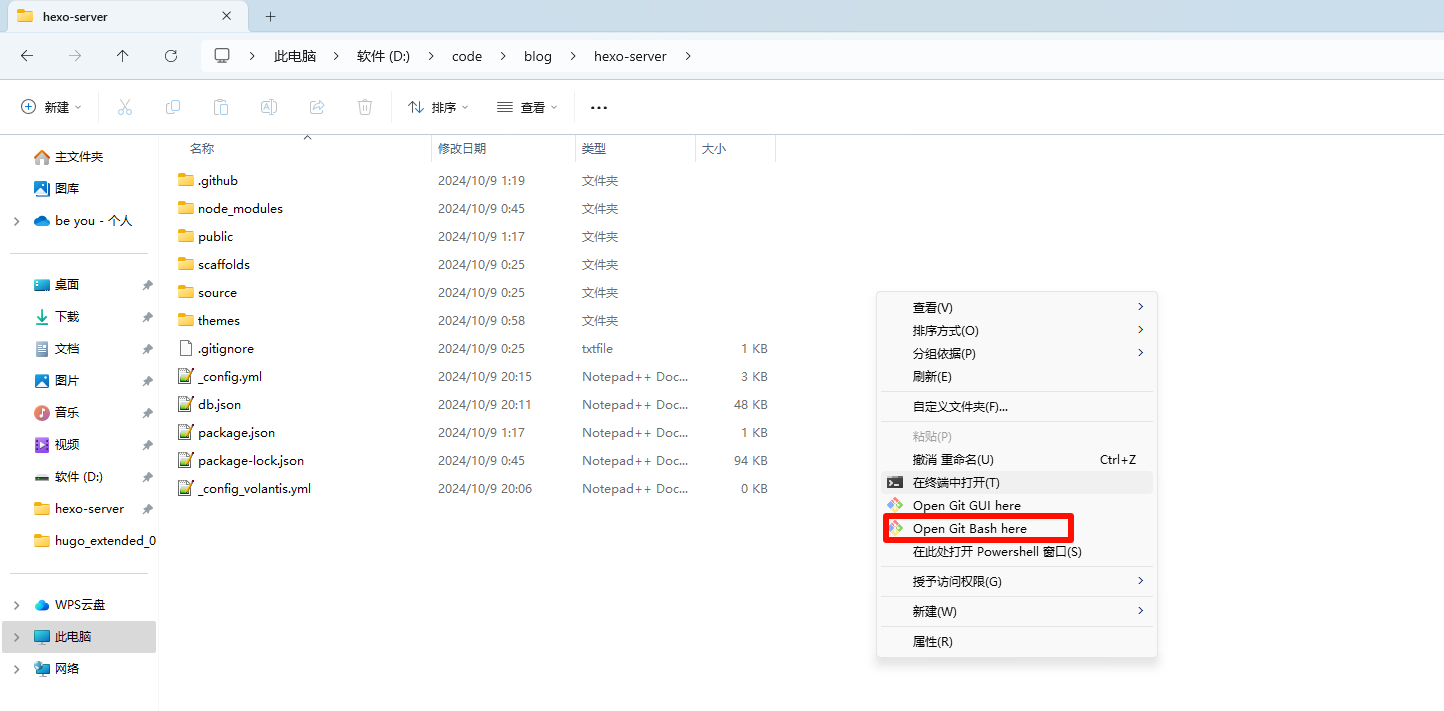 hexo-server
此电脑 软件 (D:) code blog hexo-server
新建 排序 查看
名称 修改日期 类型 大小
主文件夹
图库
be you - 个人
桌面
下载
文档
图片
音乐
视频
软件 (D:)
hexo-server
hugo_extended_0
WPS云盘
此电脑
网络
.github 2024/10/9 1:19 文件夹
node_modules 2024/10/9 0:45 文件夹
public 2024/10/9 1:17 文件夹
scaffolds 2024/10/9 0:25 文件夹
source 2024/10/9 0:25 文件夹
themes 2024/10/9 0:58 文件夹
.gitignore 2024/10/9 0:25 txtfile 1 KB
_config.yml 2024/10/9 20:15 Notepad++ Doc... 3 KB
db.json 2024/10/9 20:11 Notepad++ Doc... 48 KB
package.json 2024/10/9 1:17 Notepad++ Doc... 1 KB
package-lock.json 2024/10/9 0:45 Notepad++ Doc... 94 KB
_config_volantis.yml 2024/10/9 20:06 Notepad++ Doc... 0 KB
查看(V)
排序方式(O)
分组依据(P)
刷新(E)
自定义文件夹(F)...
粘贴(P)
撤消 重命名(U) Ctrl+Z
在终端中打开(T)
Open Git GUI here
Open Git Bash here
在此处打开 Powershell 窗口(S)
授予访问权限(G)
新建(W)
属性(R)